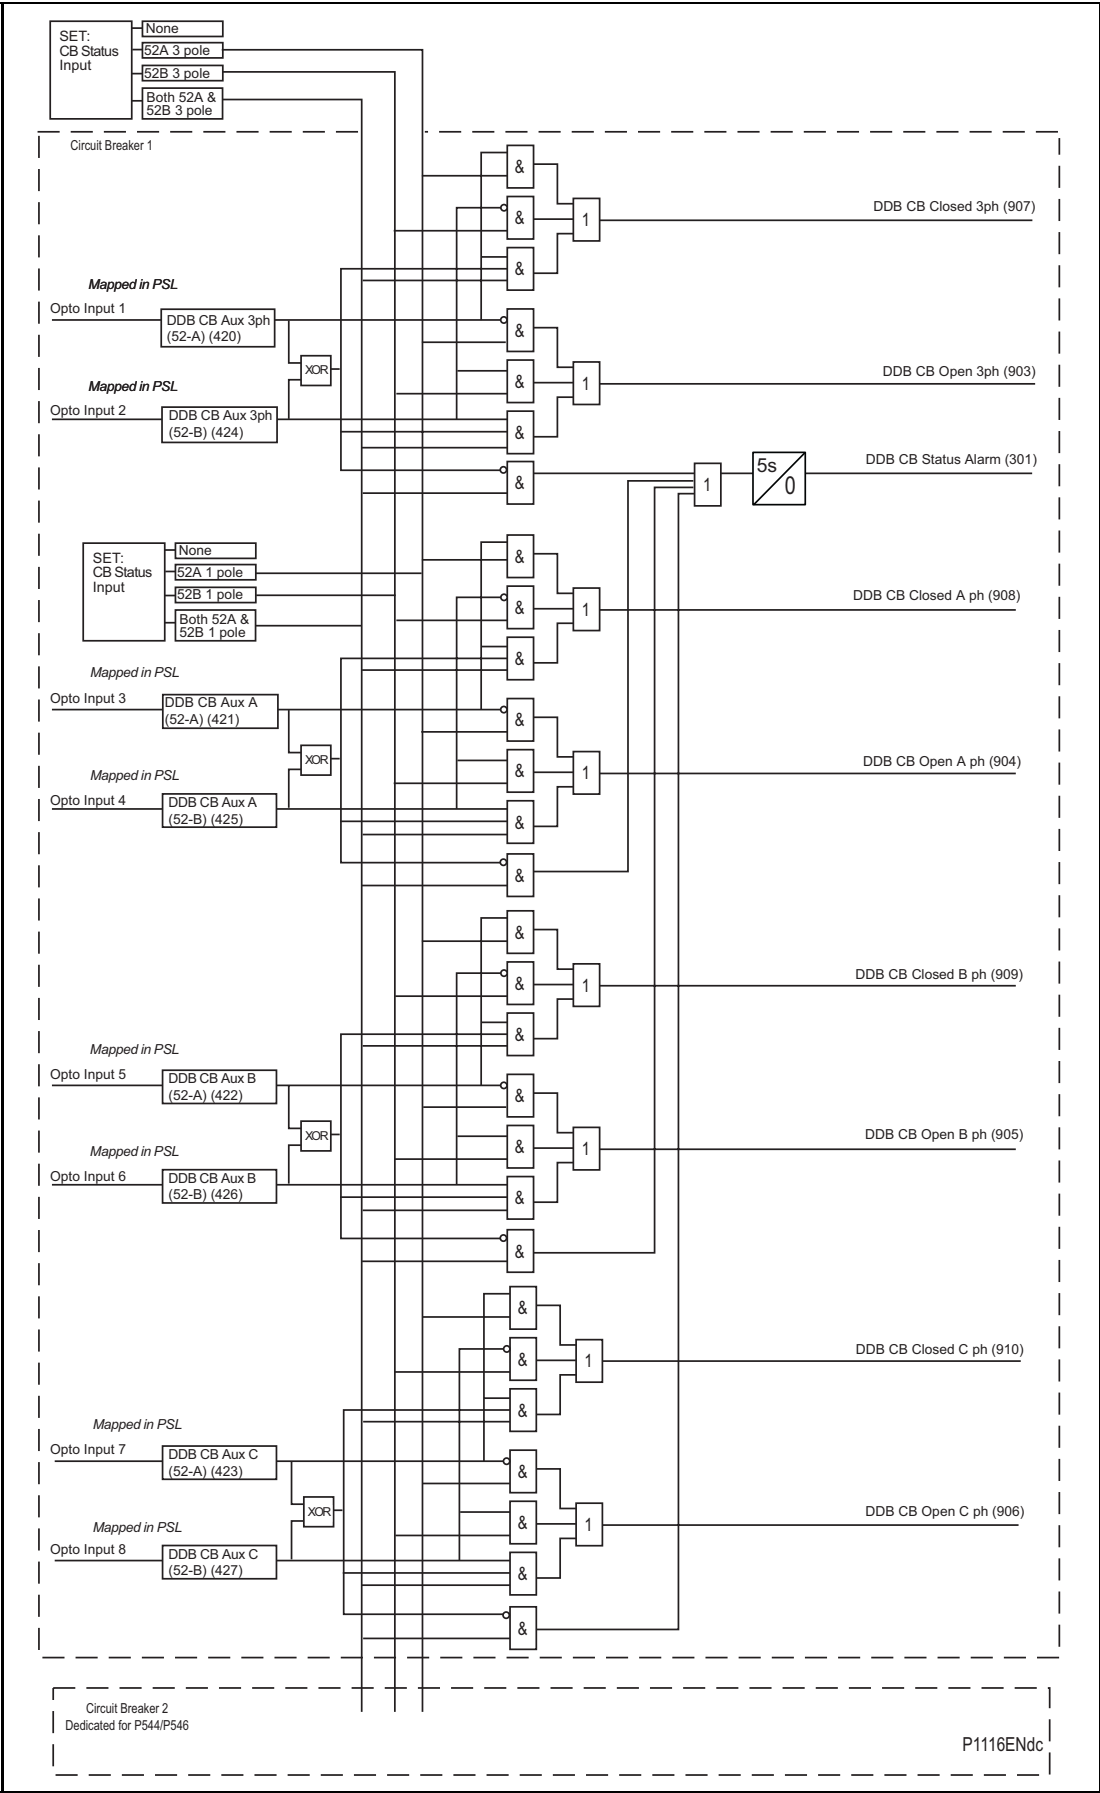 SET:
CB Status
Input
None
52A 3 pole
52B 3 pole
Both 52A &
52B 3 pole
Circuit Breaker 1
&
&
1
DDB CB Closed 3ph (907)
&
Mapped in PSL
Opto Input 1
DDB CB Aux 3ph
(52-A) (420)
&
XOR
&
1
DDB CB Open 3ph (903)
Mapped in PSL
Opto Input 2
DDB CB Aux 3ph
(52-B) (424)
&
&
1
5s
0
DDB CB Status Alarm (301)
SET:
CB Status
Input
None
52A 1 pole
52B 1 pole
Both 52A &
52B 1 pole
&
&
1
DDB CB Closed A ph (908)
&
Mapped in PSL
Opto Input 3
DDB CB Aux A
(52-A) (421)
&
XOR
&
1
DDB CB Open A ph (904)
Mapped in PSL
Opto Input 4
DDB CB Aux A
(52-B) (425)
&
&
&
&
1
DDB CB Closed B ph (909)
&
Mapped in PSL
Opto Input 5
DDB CB Aux B
(52-A) (422)
&
XOR
&
1
DDB CB Open B ph (905)
Mapped in PSL
Opto Input 6
DDB CB Aux B
(52-B) (426)
&
&
&
&
1
DDB CB Closed C ph (910)
&
Mapped in PSL
Opto Input 7
DDB CB Aux C
(52-A) (423)
&
XOR
&
1
DDB CB Open C ph (906)
Mapped in PSL
Opto Input 8
DDB CB Aux C
(52-B) (427)
&
&
Circuit Breaker 2
Dedicated for P544/P546
P1116ENdc